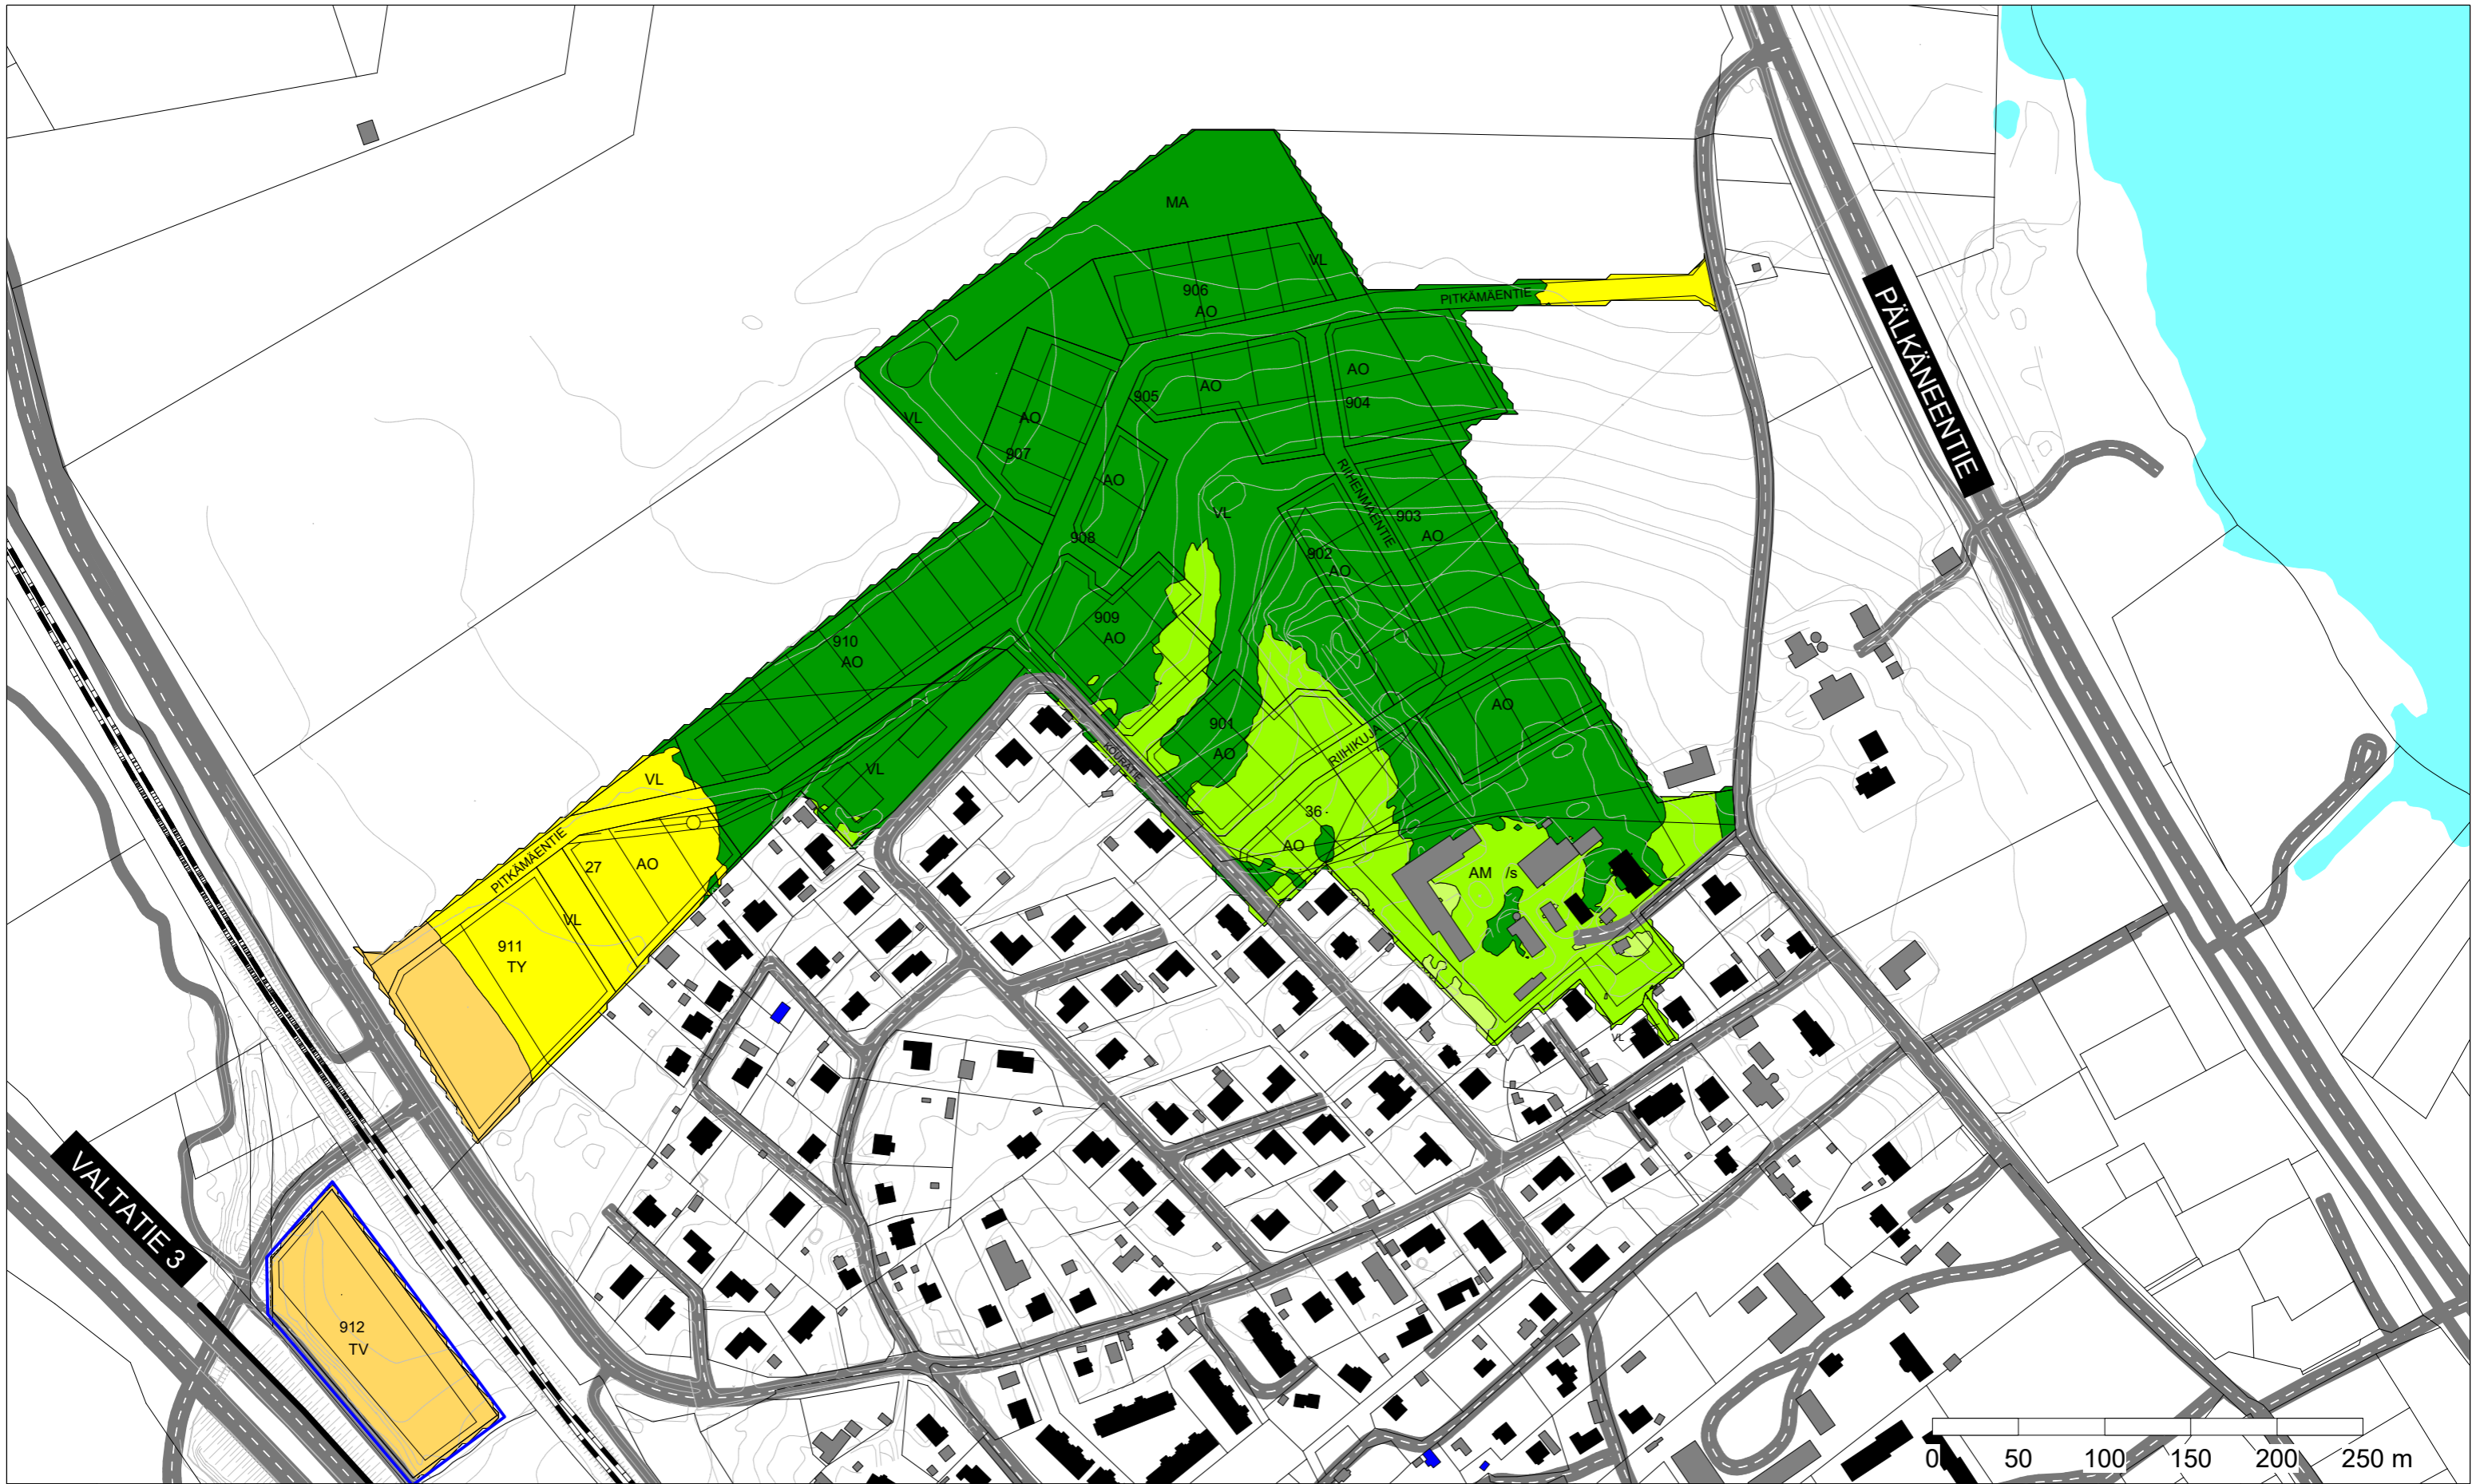 MA
VL
906
AO
PITKÄMÄENTIE
PÄLKÄNEENTIE
AO
905
AO
904
VL
AO
907
AO
RIIHENMÄENTIE
VL
903
AO
908
902
AO
909
AO
910
AO
901
AO
AO
KOURATIE
RIIHIKUJA
VL
VL
36
AO
PITKÄMÄENTIE
27
AO
AM /s
VL
911
TY
VL
VALTATIE 3
912
TV
0 50 100 150 200 250 m